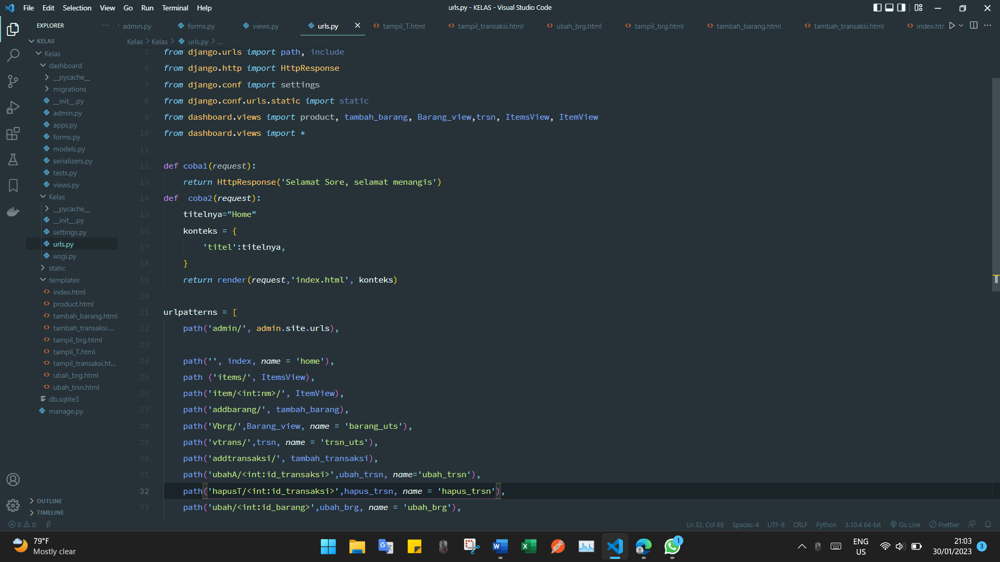 File Edit Selection View Go Run Terminal Help
urls.py - KELAS - Visual Studio Code
EXPLORER
admin.py
forms.py
views.py
urls.py
tampil_T.html
tampil_transaksi.html
ubah_brg.html
tampil_brg.html
tambah_barang.html
tambah_transaksi.html
index.htr
KELAS
Kelas
dashboard
__pycache__
migrations
__init__.py
admin.py
apps.py
forms.py
models.py
serializers.py
tests.py
views.py
Kelas
__pycache__
__init__.py
settings.py
urls.py
wsgi.py
static
templates
index.html
product.html
tambah_barang.html
tambah_transaksi....
tampil_brg.html
tampil_T.html
tampil_transaksi.ht...
ubah_brg.html
ubah_trsn.html
db.sqlite3
manage.py
OUTLINE
TIMELINE
Kelas > Kelas > urls.py > ...
5 from django.urls import path, include
6 from django.http import HttpResponse
7 from django.conf import settings
8 from django.conf.urls.static import static
9 from dashboard.views import product, tambah_barang, Barang_view,trsn, ItemsView, ItemView
10 from dashboard.views import *
11
12 def coba1(request):
13     return HttpResponse('Selamat Sore, selamat menangis')
14 def  coba2(request):
15     titelnya="Home"
16     konteks = {
17         'titel':titelnya,
18     }
19     return render(request,'index.html', konteks)
20
21 urlpatterns = [
22     path('admin/', admin.site.urls),
23
24     path('', index, name = 'home'),
25     path ('items/', ItemsView),
26     path('item/<int:nm>/', ItemView),
27     path('addbarang/', tambah_barang),
28     path('Vbrg/',Barang_view, name = 'barang_uts'),
29     path('vtrans/',trsn, name = 'trsn_uts'),
30     path('addtransaksi/', tambah_transaksi),
31     path('ubahA/<int:id_transaksi>',ubah_trsn, name='ubah_trsn'),
32     path('hapusT/<int:id_transaksi>',hapus_trsn, name = 'hapus_trsn'),
33     path('ubah/<int:id_barang>',ubah_brg, name = 'ubah_brg'),
0 0
Ln 32, Col 69 Spaces: 4 UTF-8 CRLF Python 3.10.4 64-bit Go Live Prettier
79°F
Mostly clear
1
ENG
US
21:03
30/01/2023
3